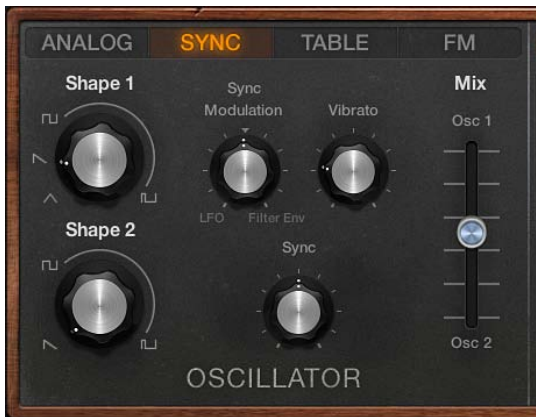 ANALOG SYNC TABLE FM
Shape 1
Sync
Modulation
Vibrato
Mix
Osc 1
LFO
Filter Env
Shape 2
Sync
Osc 2
OSCILLATOR